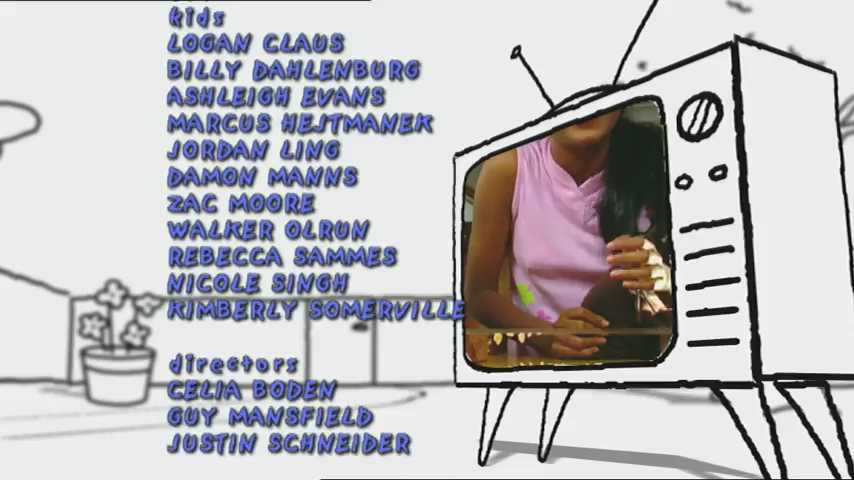 kids
LOGAN CLAUS
BILLY DAHLENBURG
ASHLEIGH EVANS
MARCUS HEJTMANEK
JORDAN LING
DAMON MANNS
ZAC MOORE
WALKER OLRUN
REBECCA SAMMES
NICOLE SINGH
KIMBERLY SOMERVILLE
directors
CELIA BODEN
GUY MANSFIELD
JUSTIN SCHNEIDER